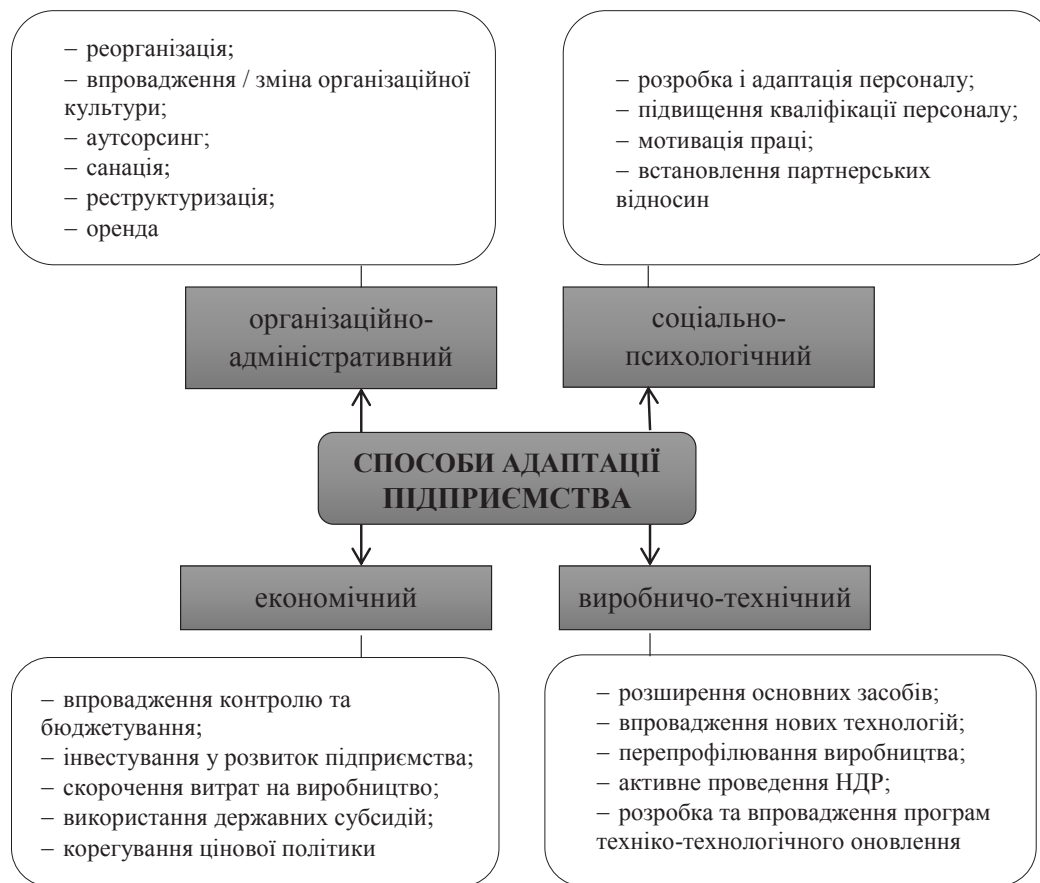 – реорганізація;
– впровадження / зміна організаційної
культури;
– аутсорсинг;
– санація;
– реструктуризація;
– оренда
– розробка і адаптація персоналу;
– підвищення кваліфікації персоналу;
– мотивація праці;
– встановлення партнерських
відносин
організаційно-
адміністративний
соціально-
психологічний
СПОСОБИ АДАПТАЦІЇ
ПІДПРИЄМСТВА
економічний
виробничо-технічний
– впровадження контролю та
бюджетування;
– інвестування у розвиток підприємства;
– скорочення витрат на виробництво;
– використання державних субсидій;
– корегування цінової політики
– розширення основних засобів;
– впровадження нових технологій;
– перепрофілювання виробництва;
– активне проведення НДР;
– розробка та впровадження програм
техніко-технологічного оновлення